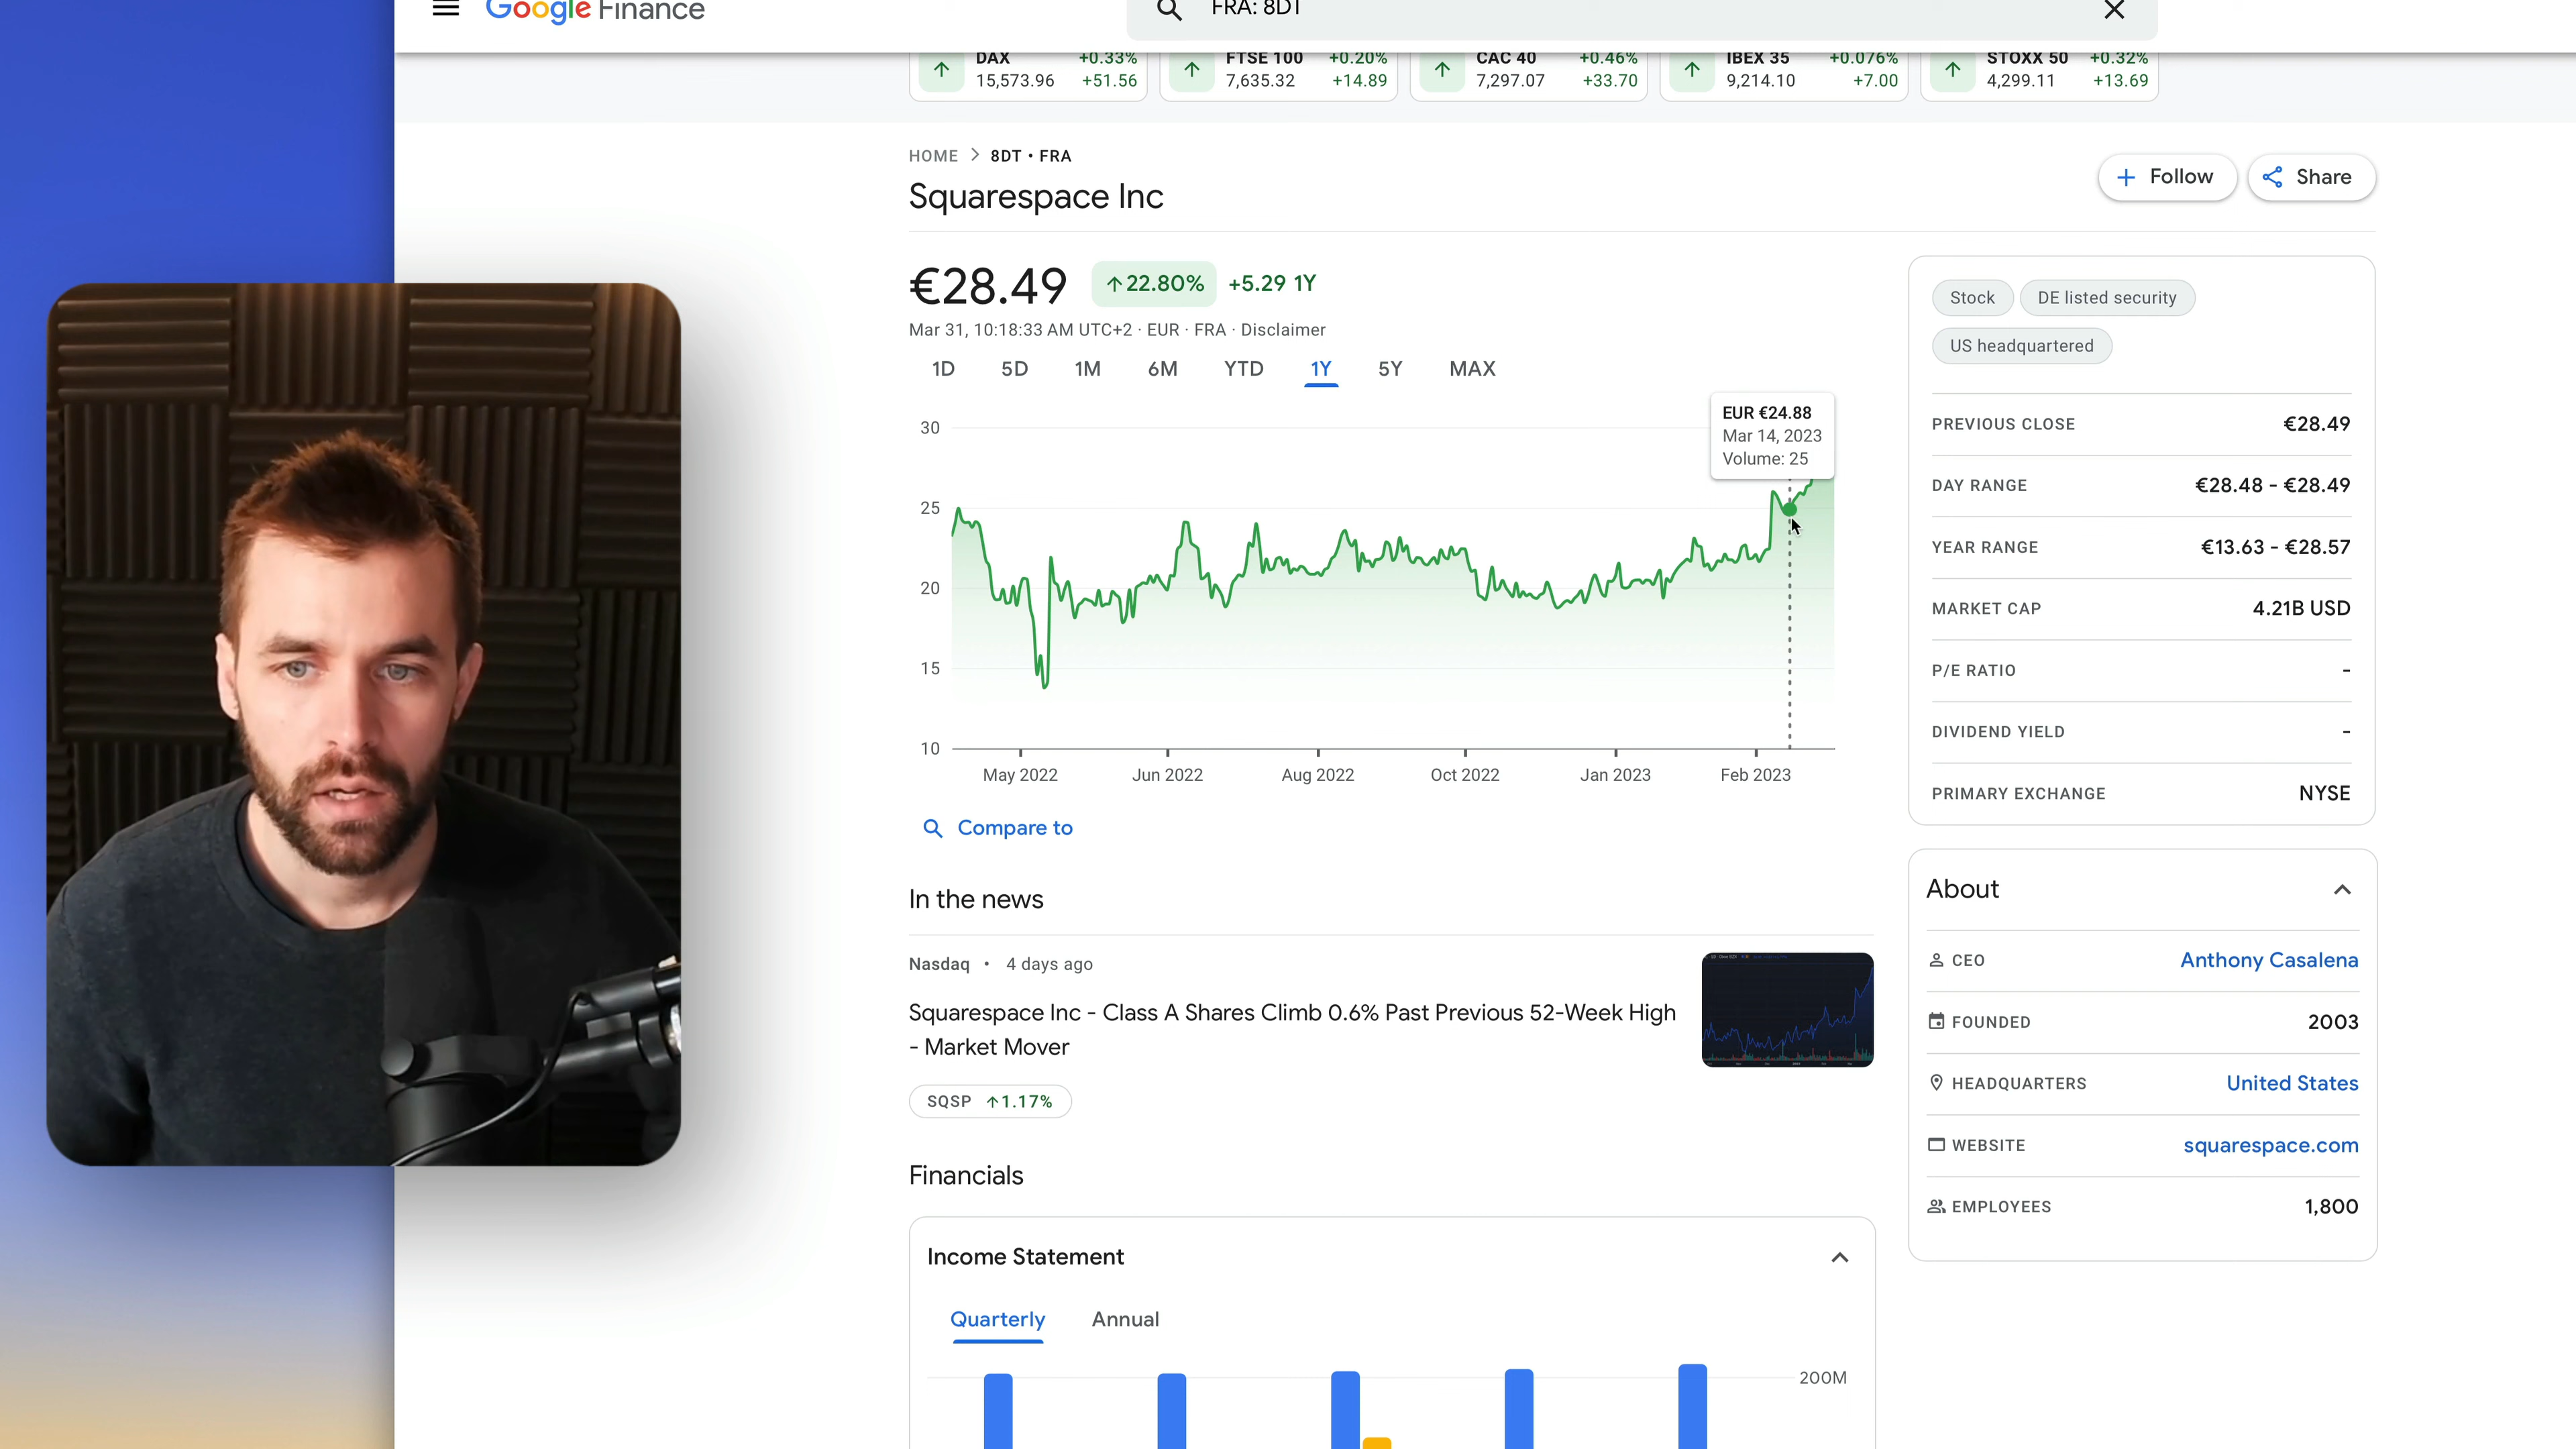 Google Finance
FRA: 8DT
DAX +0.33%
15,573.96 +51.56
FTSE 100 +0.20%
7,635.32 +14.89
CAC 40 +0.46%
7,297.07 +33.70
IBEX 35 +0.076%
9,214.10 +7.00
STOXX 50 +0.32%
4,299.11 +13.69
HOME > 8DT • FRA
Squarespace Inc
+ Follow
Share
€28.49 ↑22.80% +5.29 1Y
Mar 31, 10:18:33 AM UTC+2 · EUR · FRA · Disclaimer
1D 5D 1M 6M YTD 1Y 5Y MAX
EUR €24.88
Mar 14, 2023
Volume: 25
30
25
20
15
10
May 2022 Jun 2022 Aug 2022 Oct 2022 Jan 2023 Feb 2023
Compare to
Stock DE listed security
US headquartered
PREVIOUS CLOSE €28.49
DAY RANGE €28.48 - €28.49
YEAR RANGE €13.63 - €28.57
MARKET CAP 4.21B USD
P/E RATIO -
DIVIDEND YIELD -
PRIMARY EXCHANGE NYSE
In the news
Nasdaq • 4 days ago
Squarespace Inc - Class A Shares Climb 0.6% Past Previous 52-Week High
- Market Mover
SQSP ↑1.17%
About
CEO Anthony Casalena
FOUNDED 2003
HEADQUARTERS United States
WEBSITE squarespace.com
EMPLOYEES 1,800
Financials
Income Statement
Quarterly Annual
200M